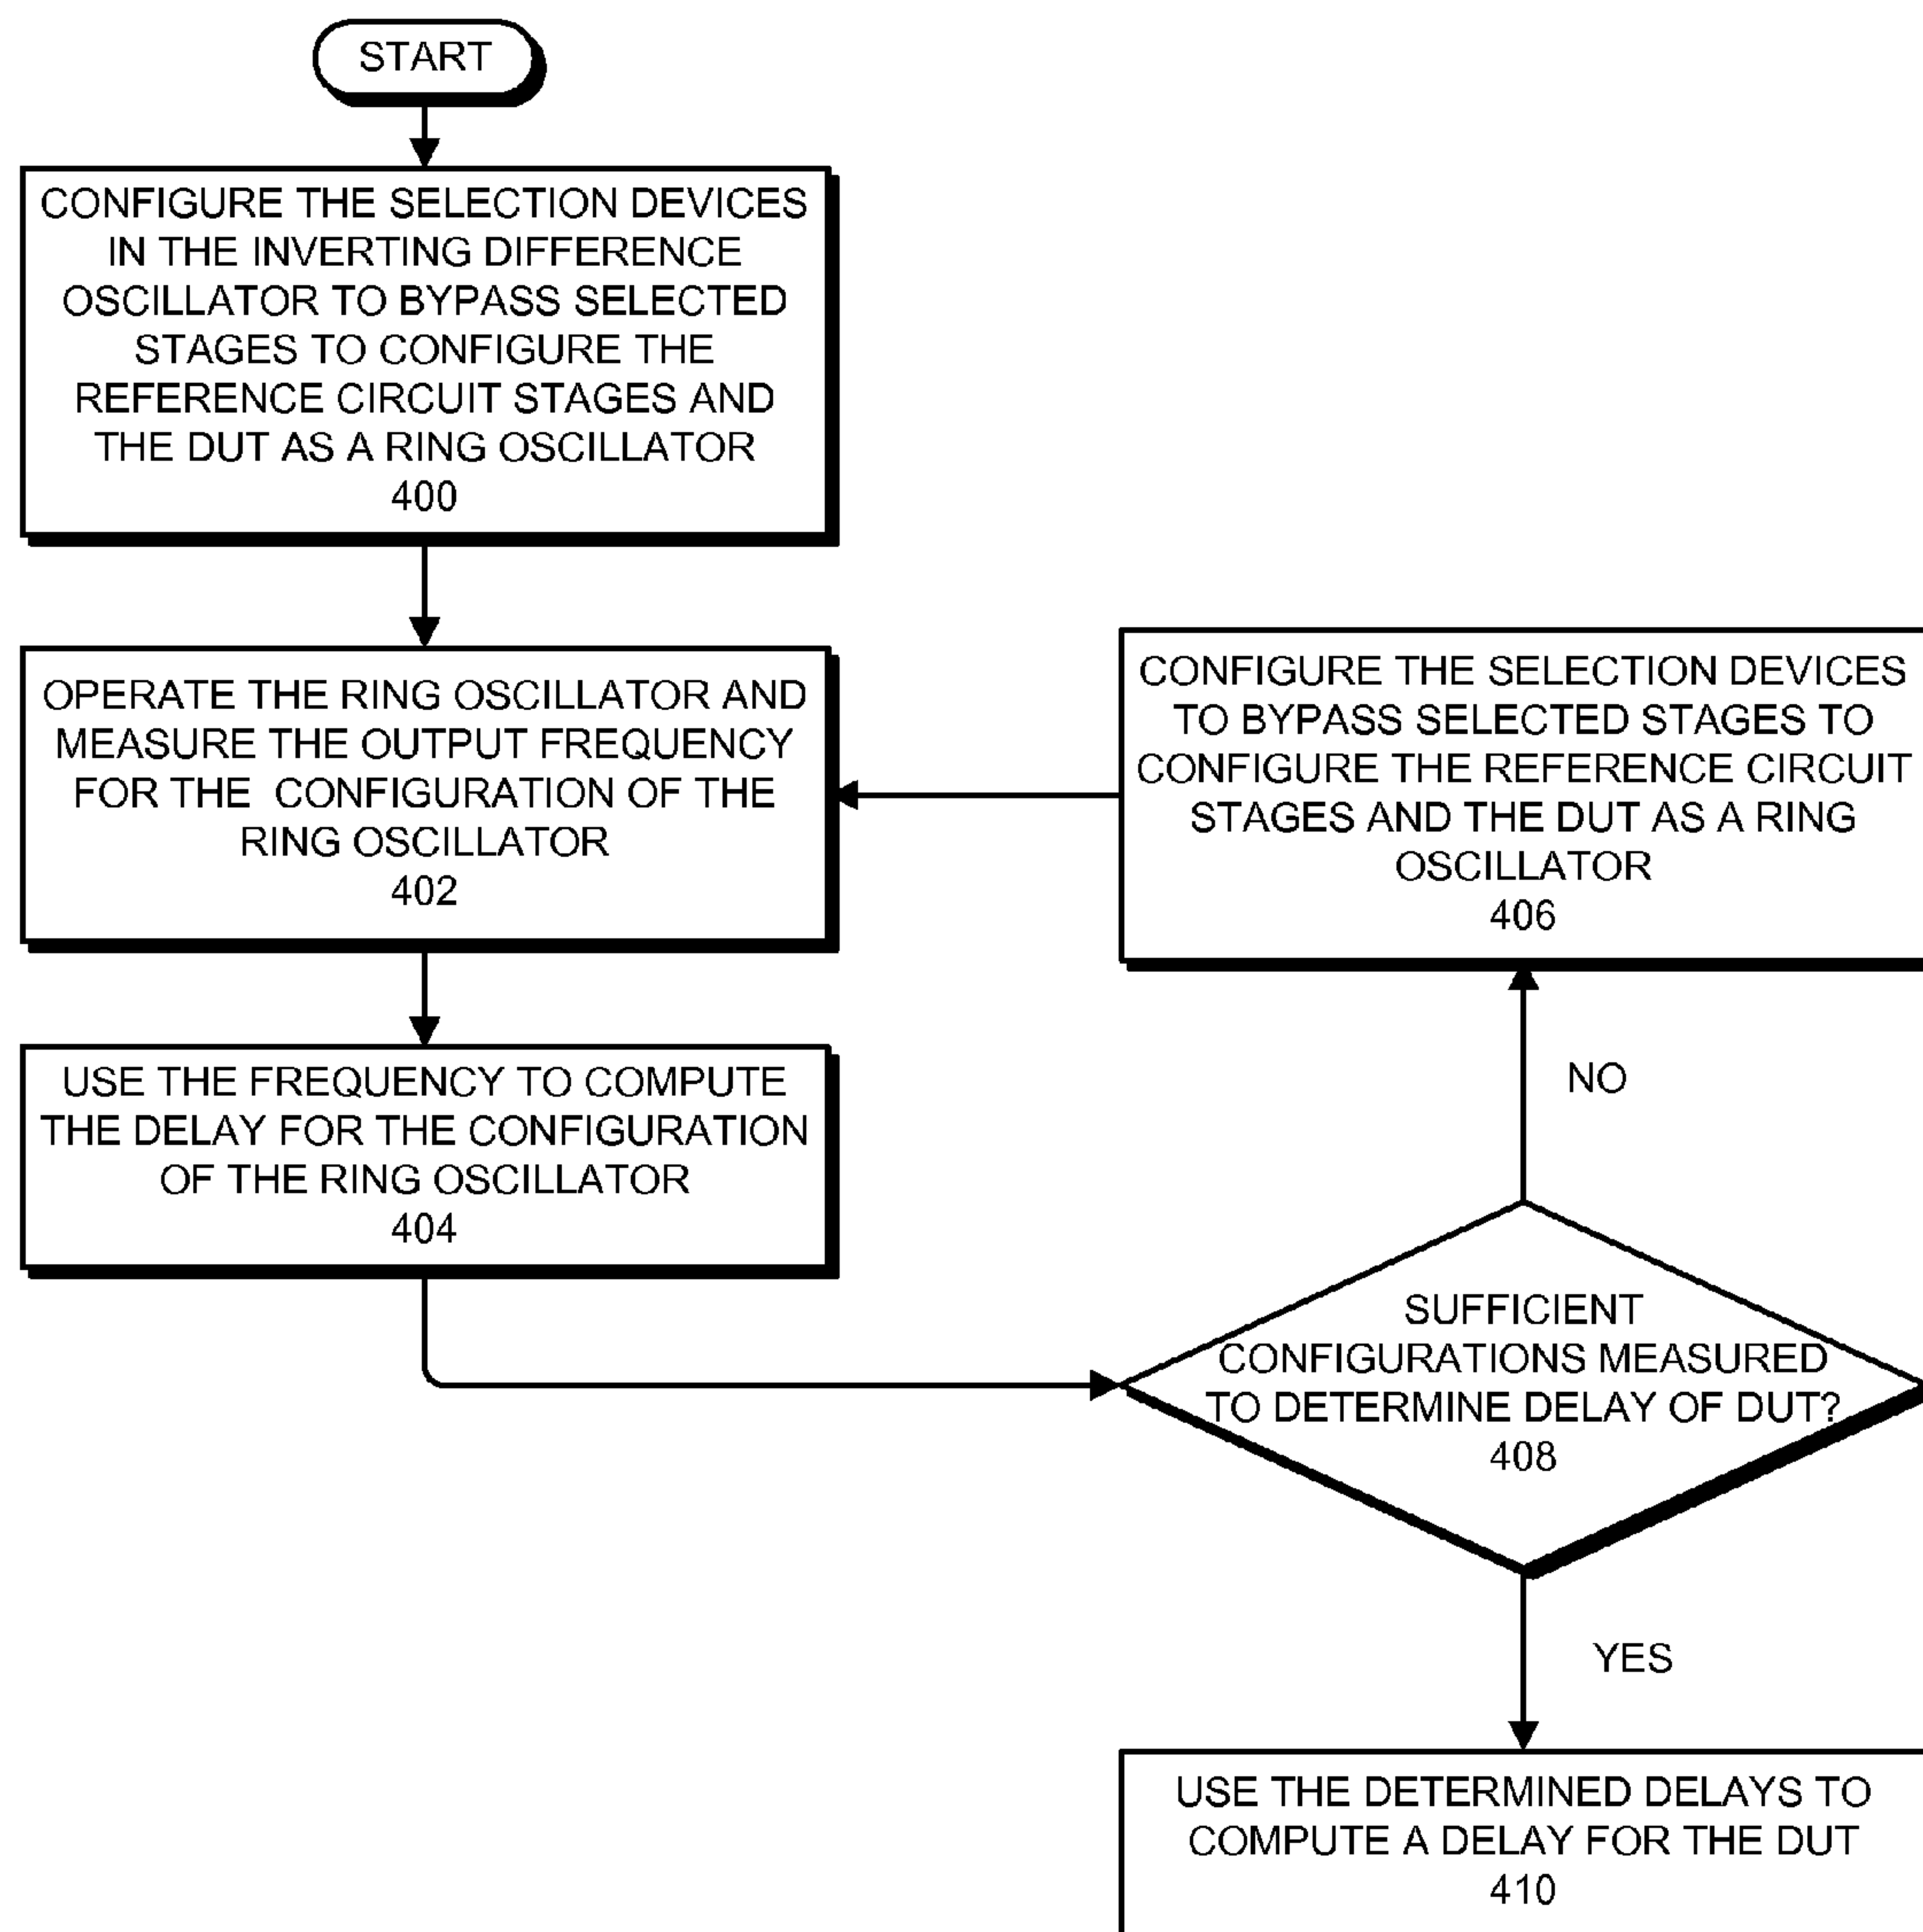 START
CONFIGURE THE SELECTION DEVICES
IN THE INVERTING DIFFERENCE
OSCILLATOR TO BYPASS SELECTED
STAGES TO CONFIGURE THE
REFERENCE CIRCUIT STAGES AND
THE DUT AS A RING OSCILLATOR
400
OPERATE THE RING OSCILLATOR AND
MEASURE THE OUTPUT FREQUENCY
FOR THE CONFIGURATION OF THE
RING OSCILLATOR
402
USE THE FREQUENCY TO COMPUTE
THE DELAY FOR THE CONFIGURATION
OF THE RING OSCILLATOR
404
CONFIGURE THE SELECTION DEVICES
TO BYPASS SELECTED STAGES TO
CONFIGURE THE REFERENCE CIRCUIT
STAGES AND THE DUT AS A RING
OSCILLATOR
406
NO
SUFFICIENT
CONFIGURATIONS MEASURED
TO DETERMINE DELAY OF DUT?
408
YES
USE THE DETERMINED DELAYS TO
COMPUTE A DELAY FOR THE DUT
410